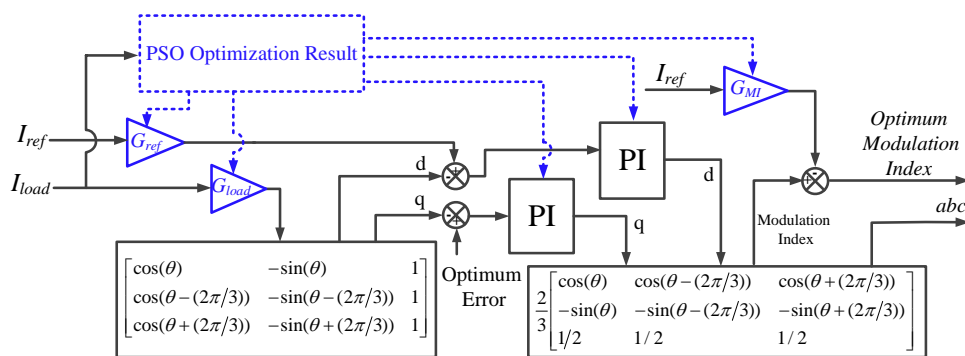 PSO Optimization Result
I_ref
G_MI
I_ref
G_ref
Optimum
Modulation
Index
I_load
G_load
d
PI
d
q
PI
q
Modulation
Index
abc
Optimum
Error
cos(θ) -sin(θ) 1
cos(θ-(2π/3)) -sin(θ-(2π/3)) 1
cos(θ+(2π/3)) -sin(θ+(2π/3)) 1
2/3
cos(θ) cos(θ-(2π/3)) cos(θ+(2π/3))
-sin(θ) -sin(θ-(2π/3)) -sin(θ+(2π/3))
1/2 1/2 1/2